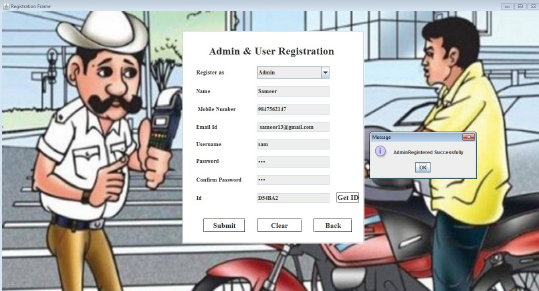 Registration Frame
Admin & User Registration
Register as Admin
Name Sameer
Mobile Number 9847562147
Email Id sameer13@gmail.com
Username sam
Password •••
Confirm Password •••
Id D54BA2 Get ID
Submit Clear Back
Message
AdminRegistered Successfully
OK